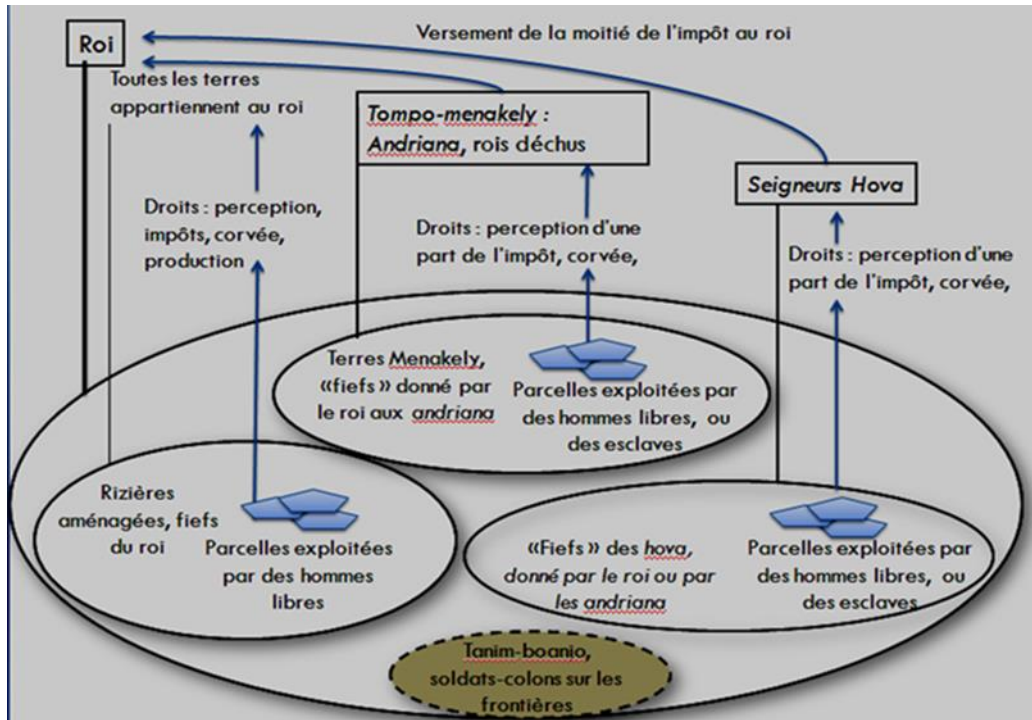 Versement de la moitié de l'impôt au roi
Roi
Toutes les terres
appartiennent au roi
Tompo-menakely :
Andriana, rois déchus
Seigneurs Hova
Droits : perception,
impôts, corvée,
production
Droits : perception d'une
part de l'impôt, corvée,
Droits : perception d'une
part de l'impôt, corvée,
Terres Menakely,
«fiefs» donné par
le roi aux andriana
Parcelles exploitées par
des hommes libres, ou
des esclaves
Rizières
aménagées, fiefs
du roi
Parcelles exploitées
par des hommes
libres
«Fiefs» des hova,
donné par le roi ou par
les andriana
Parcelles exploitées par
des hommes libres, ou
des esclaves
Tanim-boanjo,
soldats-colons sur les
frontières